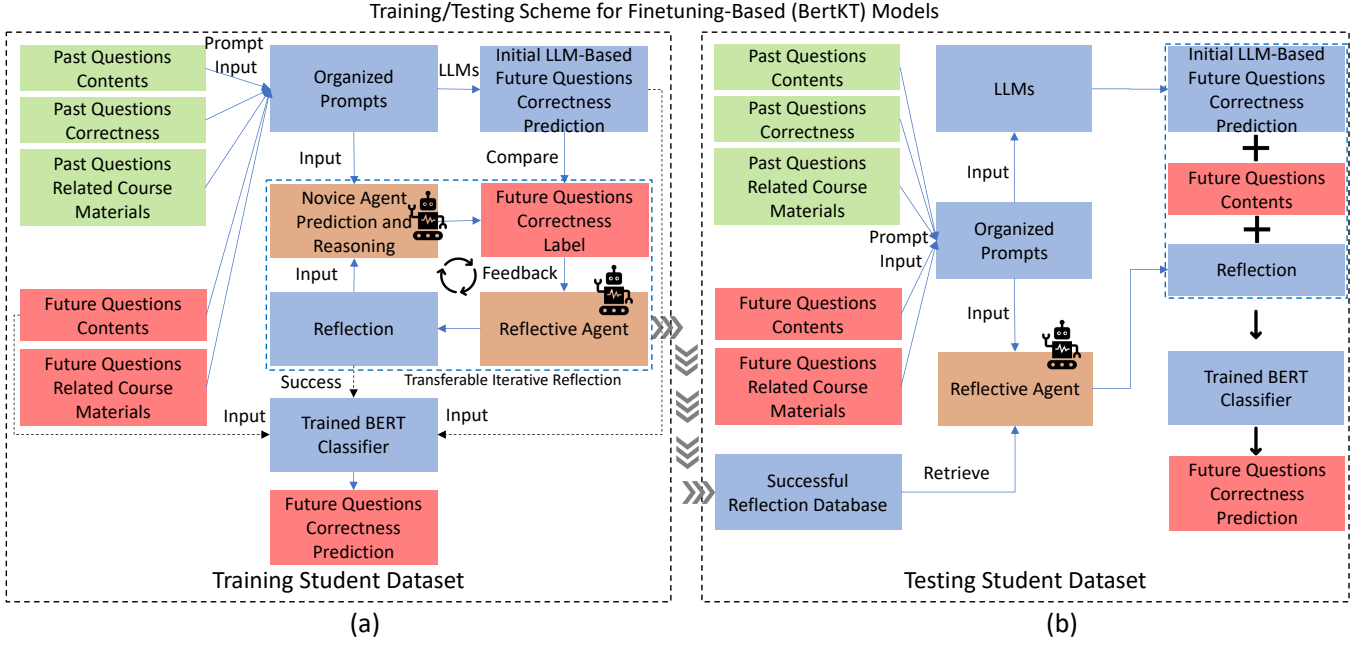 Training/Testing Scheme for Finetuning-Based (BertKT) Models
Past Questions
Contents
Past Questions
Correctness
Past Questions
Related Course
Materials
Future Questions
Contents
Future Questions
Related Course
Materials
Prompt
Input
Organized
Prompts
LLMs
Initial LLM-Based
Future Questions
Correctness
Prediction
Input
Compare
Novice Agent
Prediction and
Reasoning
Future Questions
Correctness
Label
Input
Feedback
Reflection
Reflective Agent
Success
Transferable Iterative Reflection
Input
Input
Trained BERT
Classifier
Future Questions
Correctness
Prediction
Training Student Dataset
(a)
Past Questions
Contents
Past Questions
Correctness
Past Questions
Related Course
Materials
Prompt
Input
Future Questions
Contents
Future Questions
Related Course
Materials
LLMs
Input
Organized
Prompts
Input
Reflective Agent
Successful
Reflection Database
Retrieve
Initial LLM-Based
Future Questions
Correctness
Prediction
+
Future Questions
Contents
+
Reflection
Trained BERT
Classifier
Future Questions
Correctness
Prediction
Testing Student Dataset
(b)